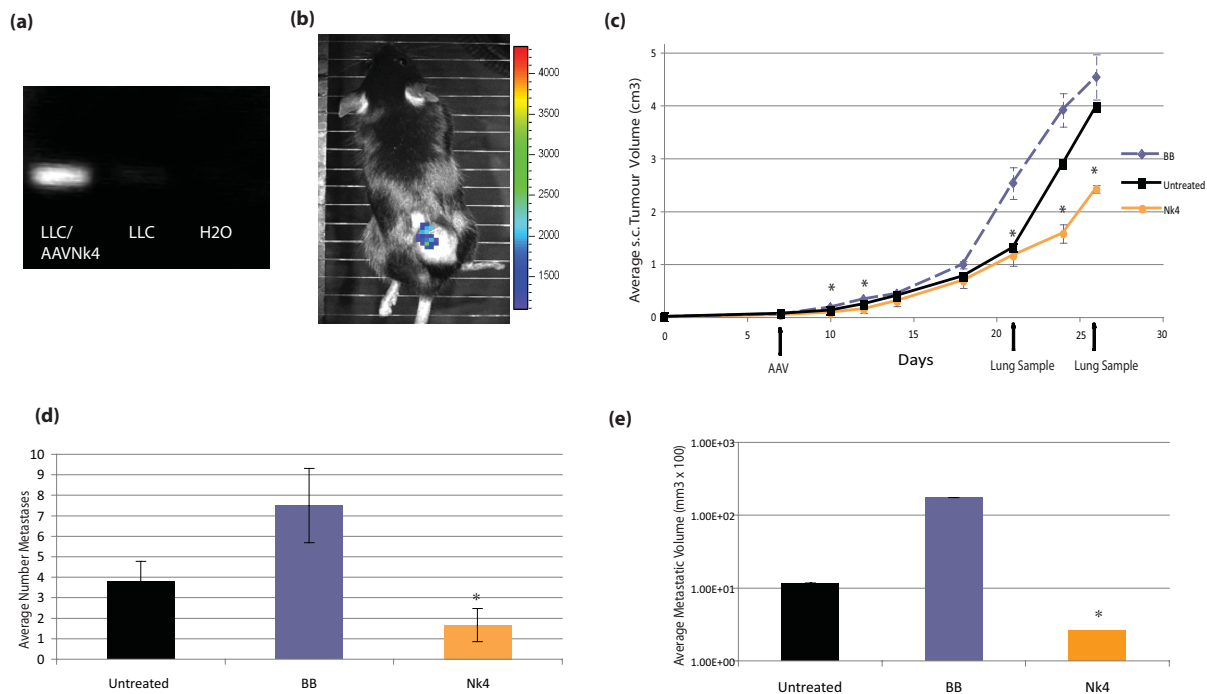 (a)
LLC/
AAVNk4
LLC
H2O
(b)
4000
3500
3000
2500
2000
1500
(c)
Average s.c. Tumour Volume (cm3)
5
4
3
2
1
0
0
5
10
15
20
25
30
*
*
*
*
*
BB
Untreated
Nk4
AAV
Days
Lung Sample
Lung Sample
(d)
Average Number Metastases
10
9
8
7
6
5
4
3
2
1
0
*
Untreated
BB
Nk4
(e)
Average Metastatic Volume (mm3 x 100)
1.00E+03
1.00E+02
1.00E+01
1.00E+00
*
Untreated
BB
Nk4